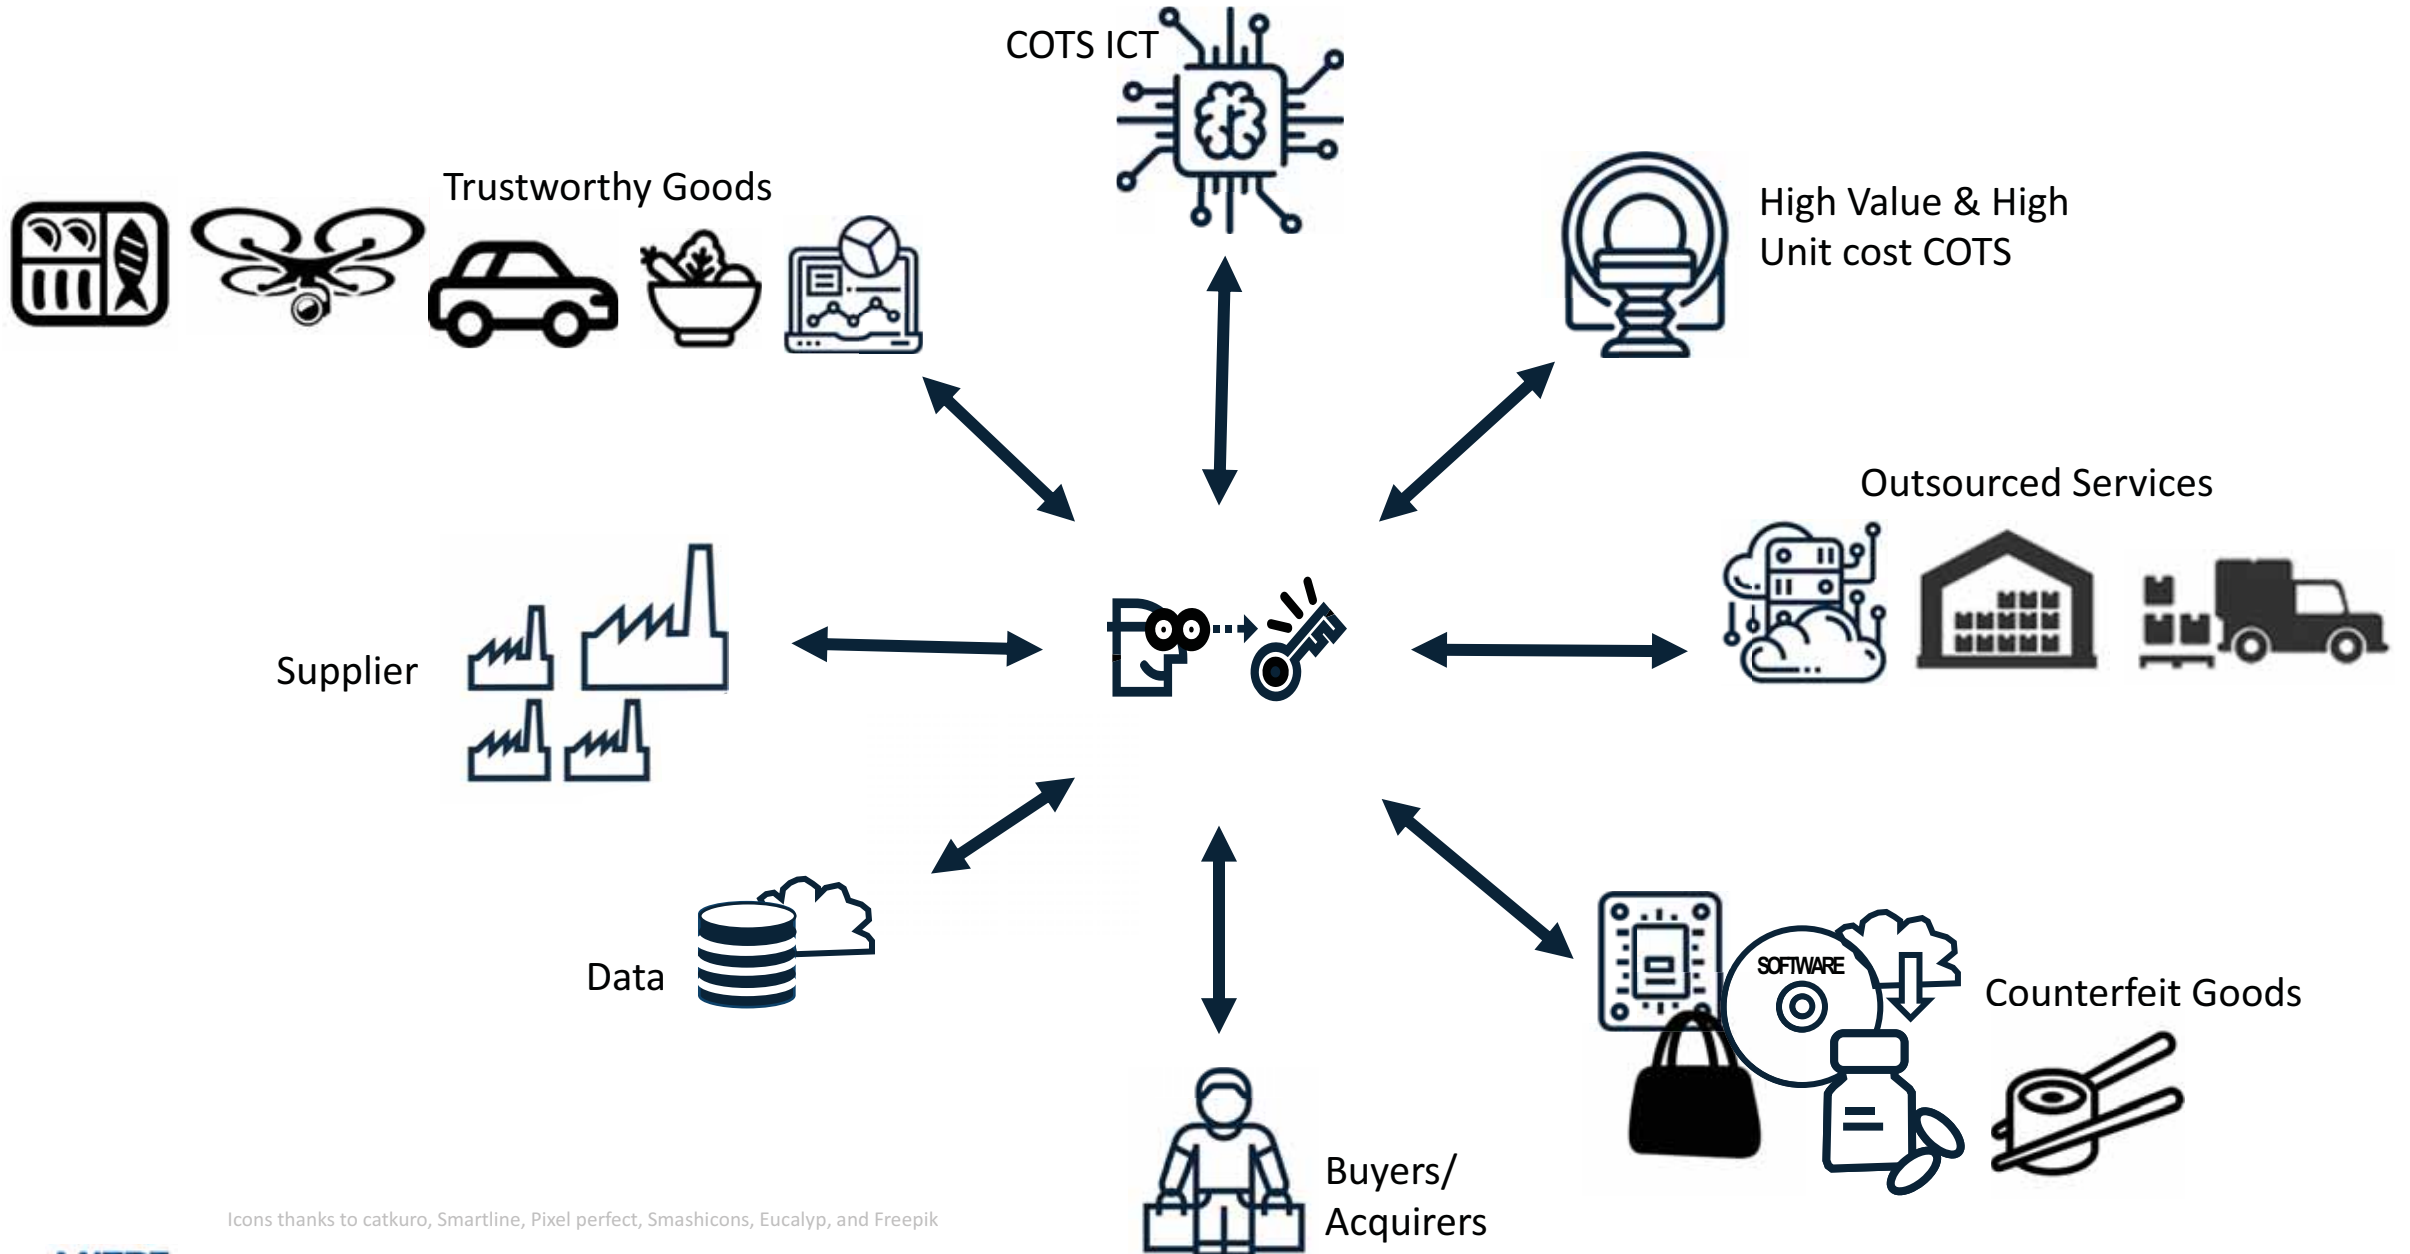 COTS ICT
Trustworthy Goods
High Value & High
Unit cost COTS
Outsourced Services
Supplier
SOFTWARE
Data
Counterfeit Goods
Buyers/
Acquirers
Icons thanks to catkuro, Smartline, Pixel perfect, Smashicons, Eucalyp, and Freepik